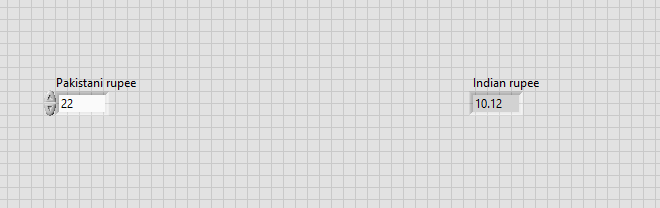 Pakistani rupee
Indian rupee
22
10.12